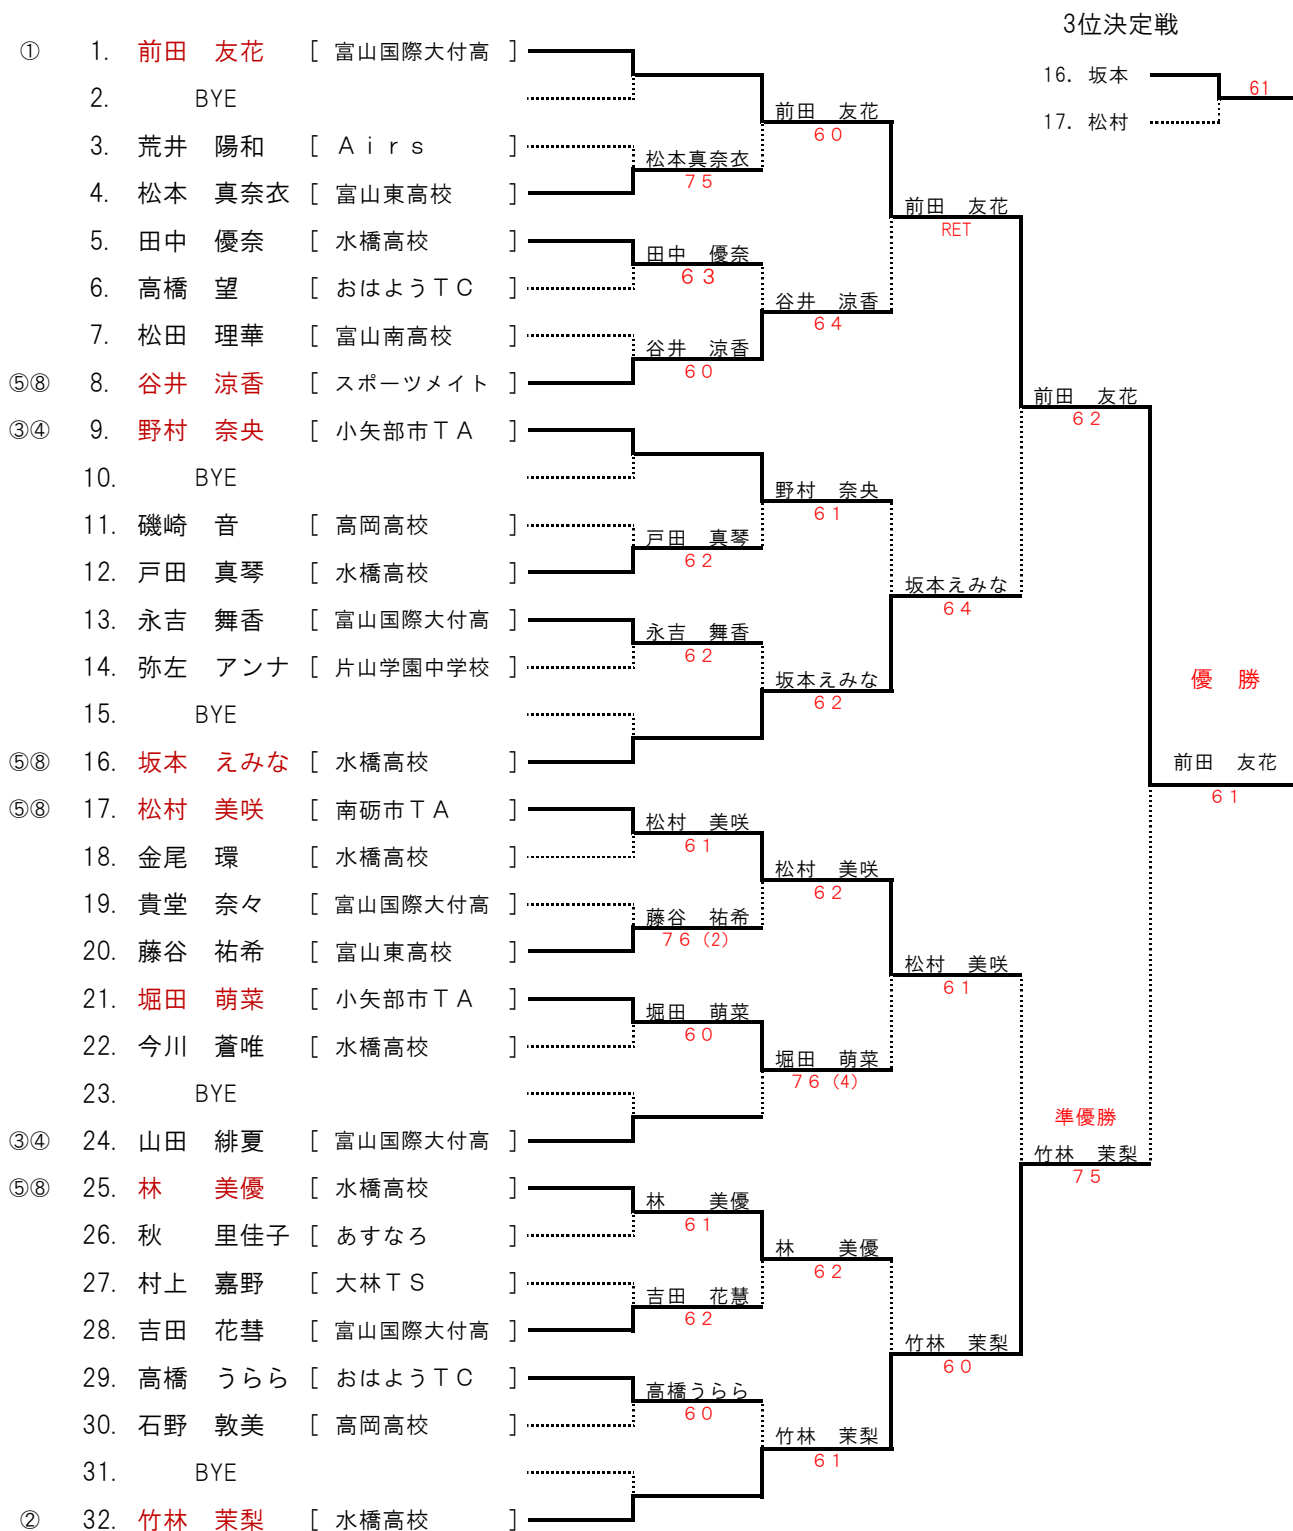 3位決定戦
16. 坂本
61
17. 松村
① 1. 前田 友花 [ 富山国際大付高 ]
2. BYE
3. 荒井 陽和 [ Ａｉｒｓ ]
4. 松本 真奈衣 [ 富山東高校 ]
5. 田中 優奈 [ 水橋高校 ]
6. 高橋 望 [ おはようＴＣ ]
7. 松田 理華 [ 富山南高校 ]
⑤⑧ 8. 谷井 涼香 [ スポーツメイト ]
③④ 9. 野村 奈央 [ 小矢部市ＴＡ ]
10. BYE
11. 磯崎 音 [ 高岡高校 ]
12. 戸田 真琴 [ 水橋高校 ]
13. 永吉 舞香 [ 富山国際大付高 ]
14. 弥左 アンナ [ 片山学園中学校 ]
15. BYE
⑤⑧ 16. 坂本 えみな [ 水橋高校 ]
⑤⑧ 17. 松村 美咲 [ 南砺市ＴＡ ]
18. 金尾 環 [ 水橋高校 ]
19. 貴堂 奈々 [ 富山国際大付高 ]
20. 藤谷 祐希 [ 富山東高校 ]
21. 堀田 萌菜 [ 小矢部市ＴＡ ]
22. 今川 蒼唯 [ 水橋高校 ]
23. BYE
③④ 24. 山田 緋夏 [ 富山国際大付高 ]
⑤⑧ 25. 林 美優 [ 水橋高校 ]
26. 秋 里佳子 [ あすなろ ]
27. 村上 嘉野 [ 大林ＴＳ ]
28. 吉田 花彗 [ 富山国際大付高 ]
29. 高橋 うらら [ おはようＴＣ ]
30. 石野 敦美 [ 高岡高校 ]
31. BYE
② 32. 竹林 茉梨 [ 水橋高校 ]
松本真奈衣
７５
田中 優奈
６３
谷井 涼香
６０
戸田 真琴
６２
永吉 舞香
６２
松村 美咲
６１
藤谷 祐希
７６（2）
堀田 萌菜
６０
林 美優
６１
吉田 花慧
６２
高橋うらら
６０
前田 友花
６０
谷井 涼香
６４
野村 奈央
６１
坂本えみな
６２
松村 美咲
６２
堀田 萌菜
７６（4）
林 美優
６２
竹林 茉梨
６１
前田 友花
RET
坂本えみな
６４
松村 美咲
６１
竹林 茉梨
６０
前田 友花
６２
準優勝
竹林 茉梨
７５
優 勝
前田 友花
６１